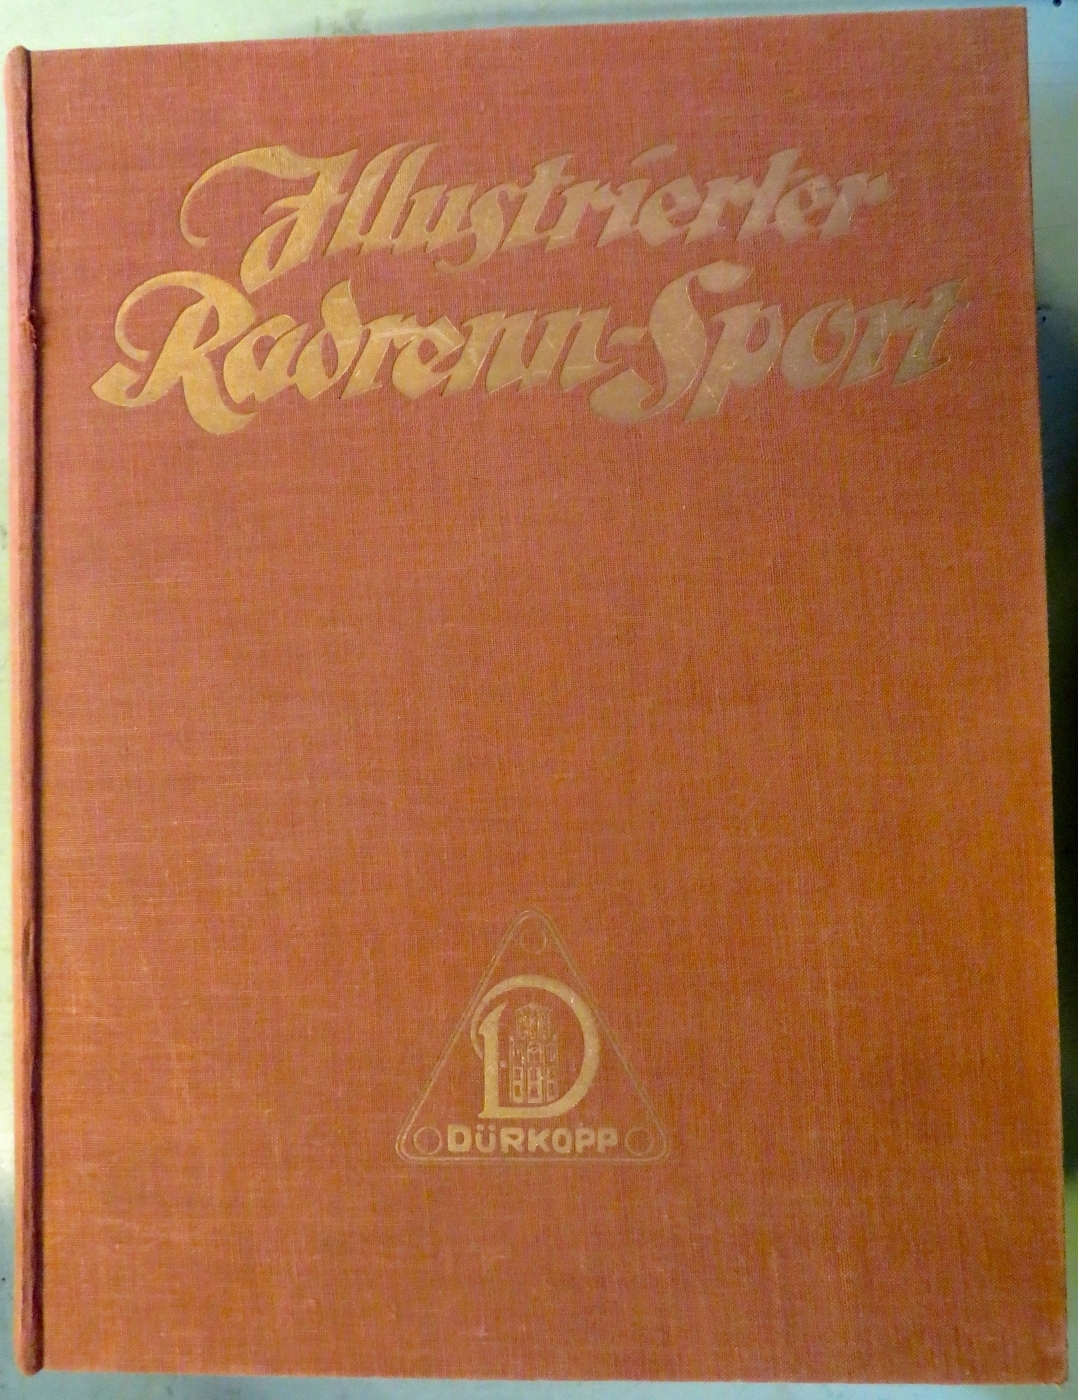 Illustrierter
Radrenn-Sport
D
DÜRKOPP